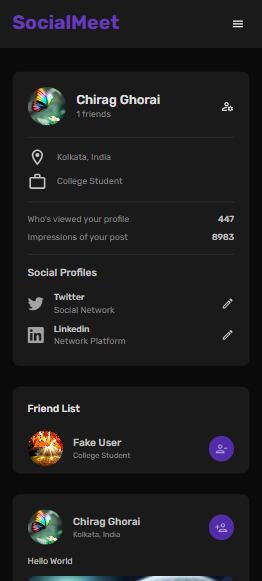 SocialMeet
Chirag Ghorai
1 friends
Kolkata, India
College Student
Who's viewed your profile 447
Impressions of your post 8983
Social Profiles
Twitter
Social Network
Linkedin
Network Platform
Friend List
Fake User
College Student
Chirag Ghorai
Kolkata, India
Hello World